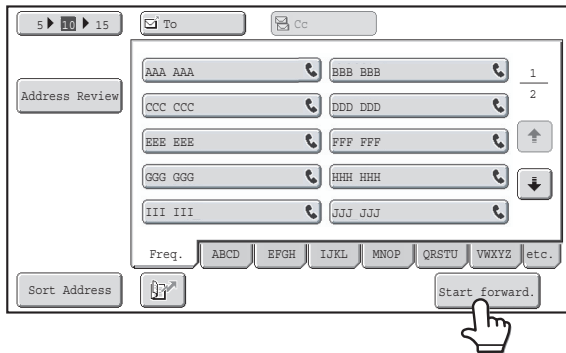 5 10 15 To Cc
AAA AAA BBB BBB 1
Address Review 2
CCC CCC DDD DDD
EEE EEE FFF FFF
GGG GGG HHH HHH
III III JJJ JJJ
Freq. ABCD EFGH IJKL MNOP QRSTU VWXYZ etc.
Sort Address Start forward.